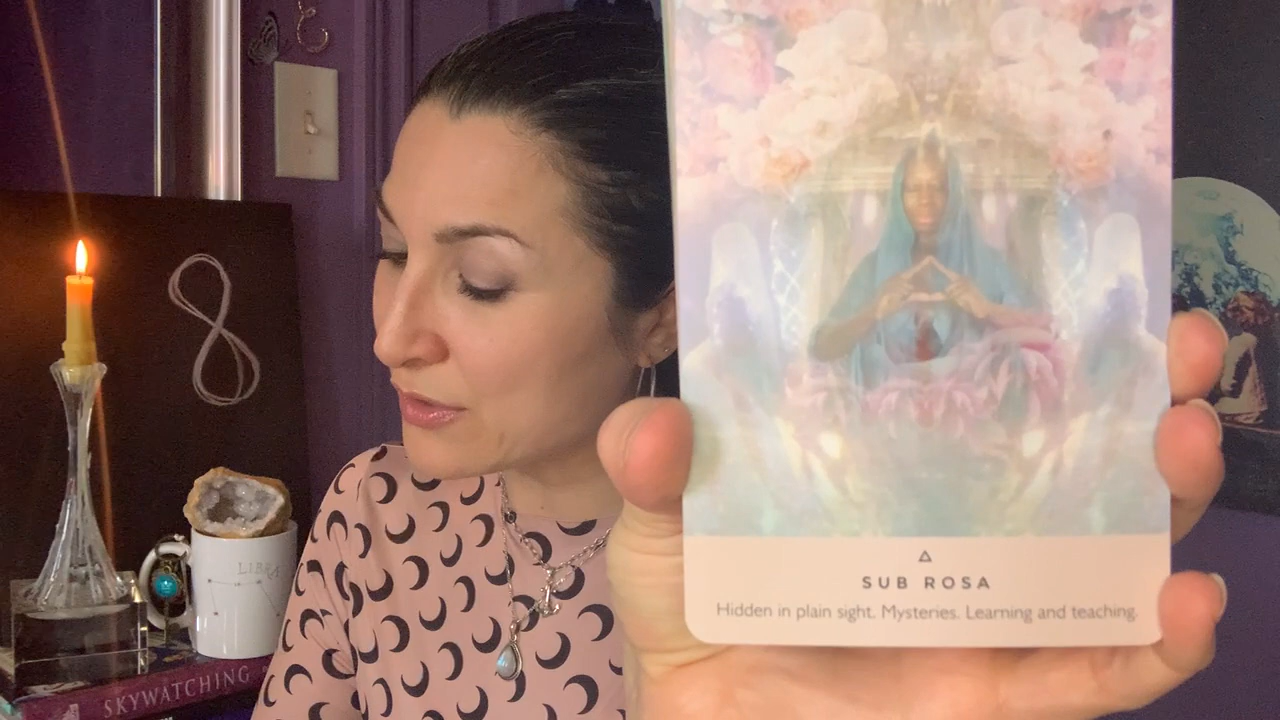 LIBRA
SKYWATCHING
SUB ROSA
Hidden in plain sight. Mysteries. Learning and teaching.